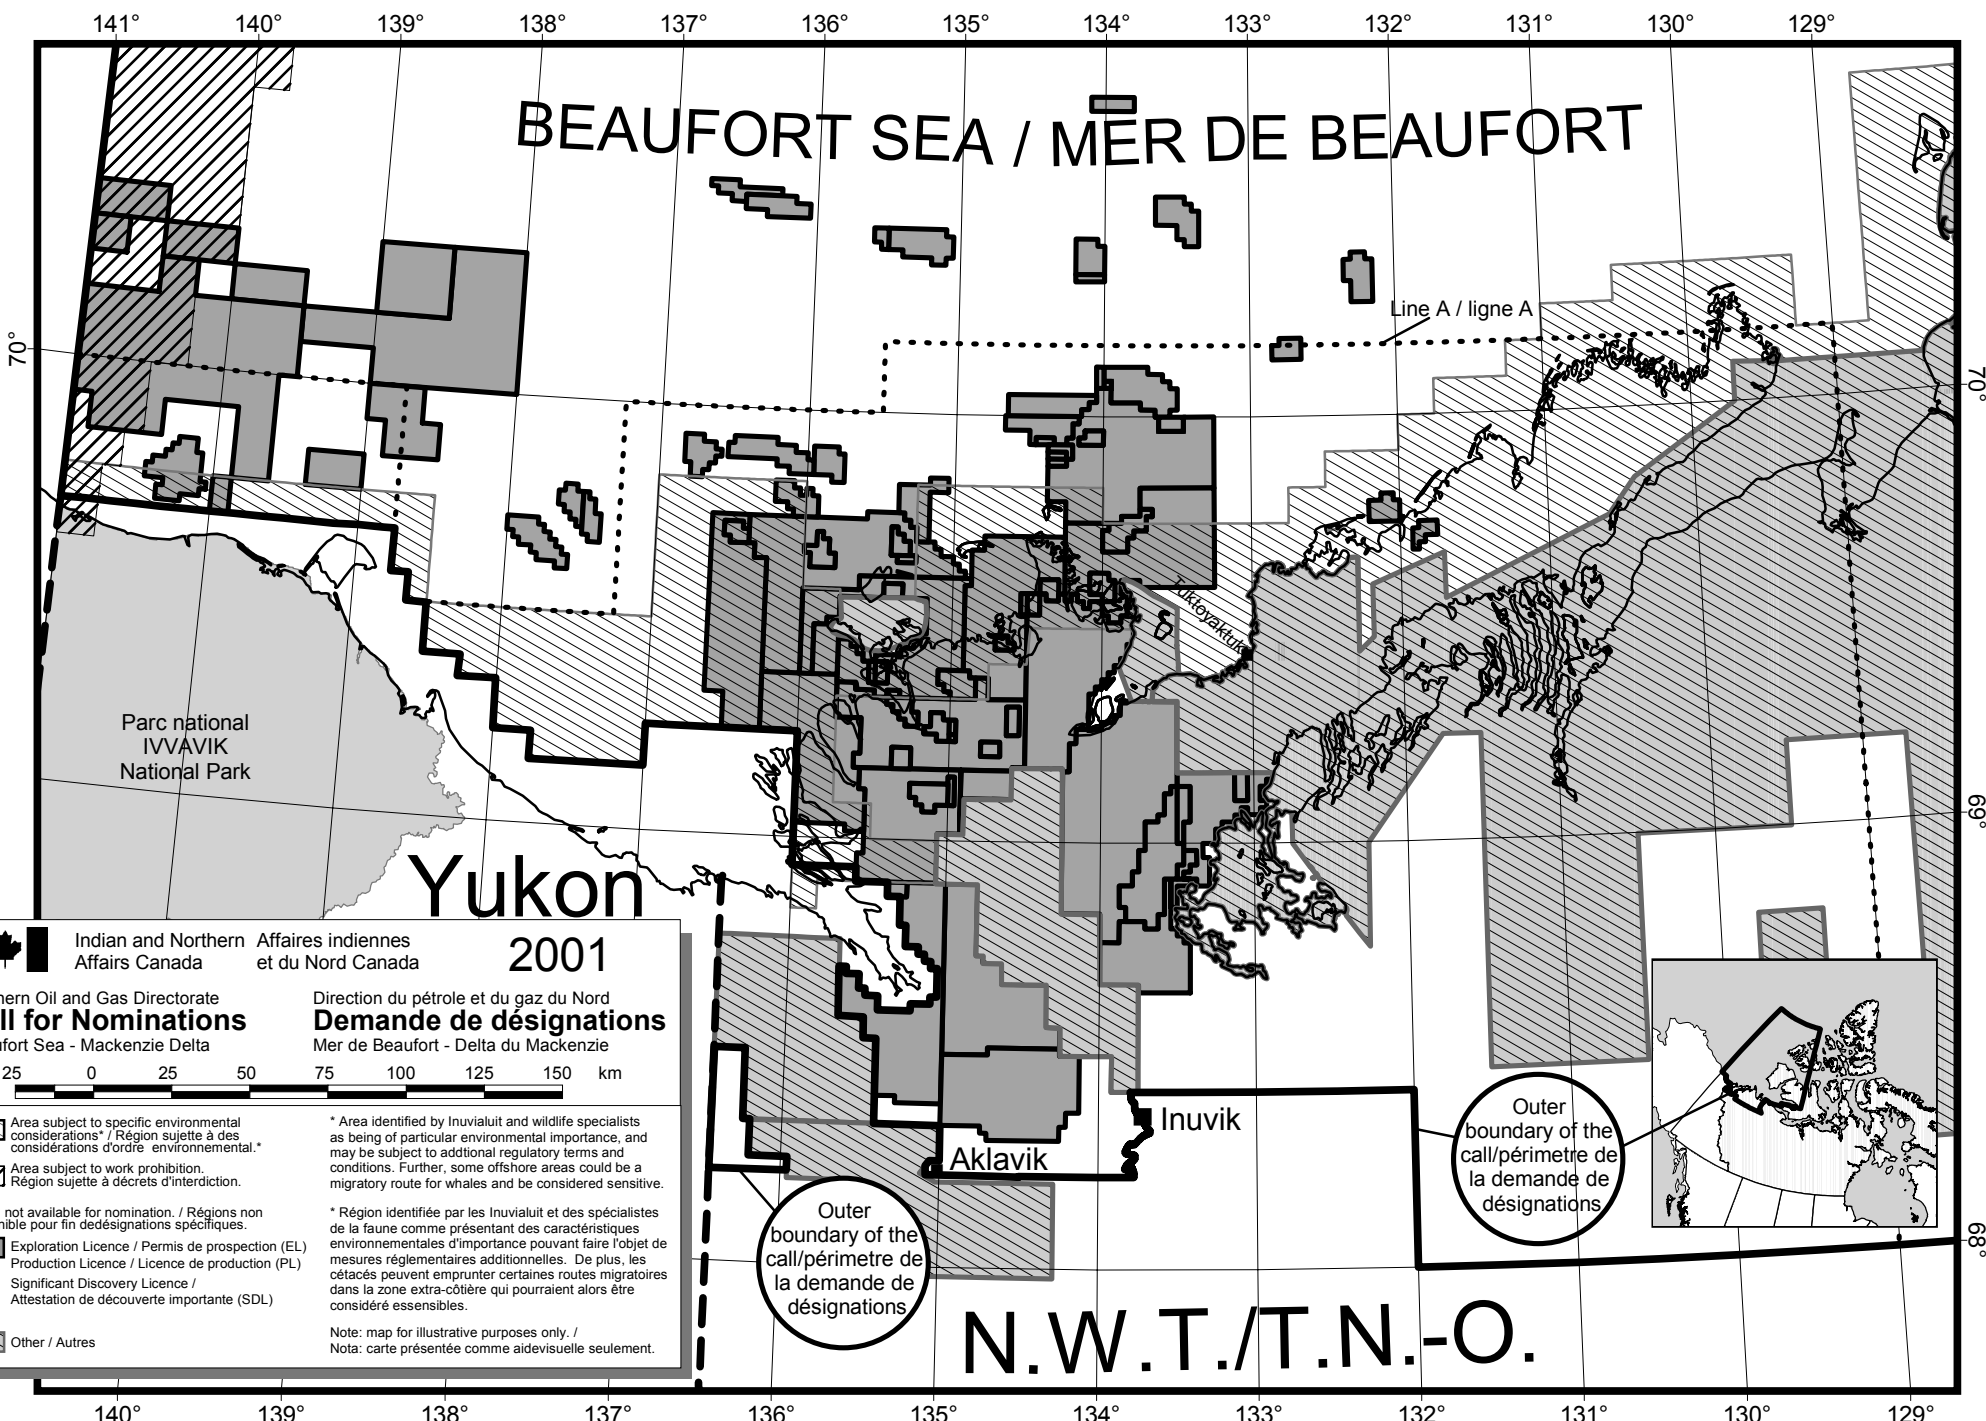 141° 140° 139° 138° 137° 136° 135° 134° 133° 132° 131° 130° 129°
BEAUFORT SEA / MER DE BEAUFORT
Line A / ligne A
70°
70°
Tuktoyaktuk
Parc national
IVVAVIK
National Park
69°
Yukon
Indian and Northern
Affairs Canada
Affaires indiennes
et du Nord Canada
2001
hern Oil and Gas Directorate
ll for Nominations
ufort Sea - Mackenzie Delta
Direction du pétrole et du gaz du Nord
Demande de désignations
Mer de Beaufort - Delta du Mackenzie
25 0 25 50 75 100 125 150 km
Area subject to specific environmental
considerations* / Région sujette à des
considérations d'ordre environnemental.*
Area subject to work prohibition.
Région sujette à décrets d'interdiction.
not available for nomination. / Régions non
nible pour fin dedésignations spécifiques.
Exploration Licence / Permis de prospection (EL)
Production Licence / Licence de production (PL)
Significant Discovery Licence /
Attestation de découverte importante (SDL)
Other / Autres
* Area identified by Inuvialuit and wildlife specialists
as being of particular environmental importance, and
may be subject to addtional regulatory terms and
conditions. Further, some offshore areas could be a
migratory route for whales and be considered sensitive.
* Région identifiée par les Inuvialuit et des spécialistes
de la faune comme présentant des caractéristiques
environnementales d'importance pouvant faire l'objet de
mesures réglementaires additionnelles. De plus, les
cétacés peuvent emprunter certaines routes migratoires
dans la zone extra-côtière qui pourraient alors être
considéré essensibles.
Note: map for illustrative purposes only. /
Nota: carte présentée comme aidevisuelle seulement.
Inuvik
Aklavik
Outer
boundary of the
call/périmetre de
la demande de
désignations
Outer
boundary of the
call/périmetre de
la demande de
désignations
68°
N.W.T./T.N.-O.
140° 139° 138° 137° 136° 135° 134° 133° 132° 131° 130° 129°